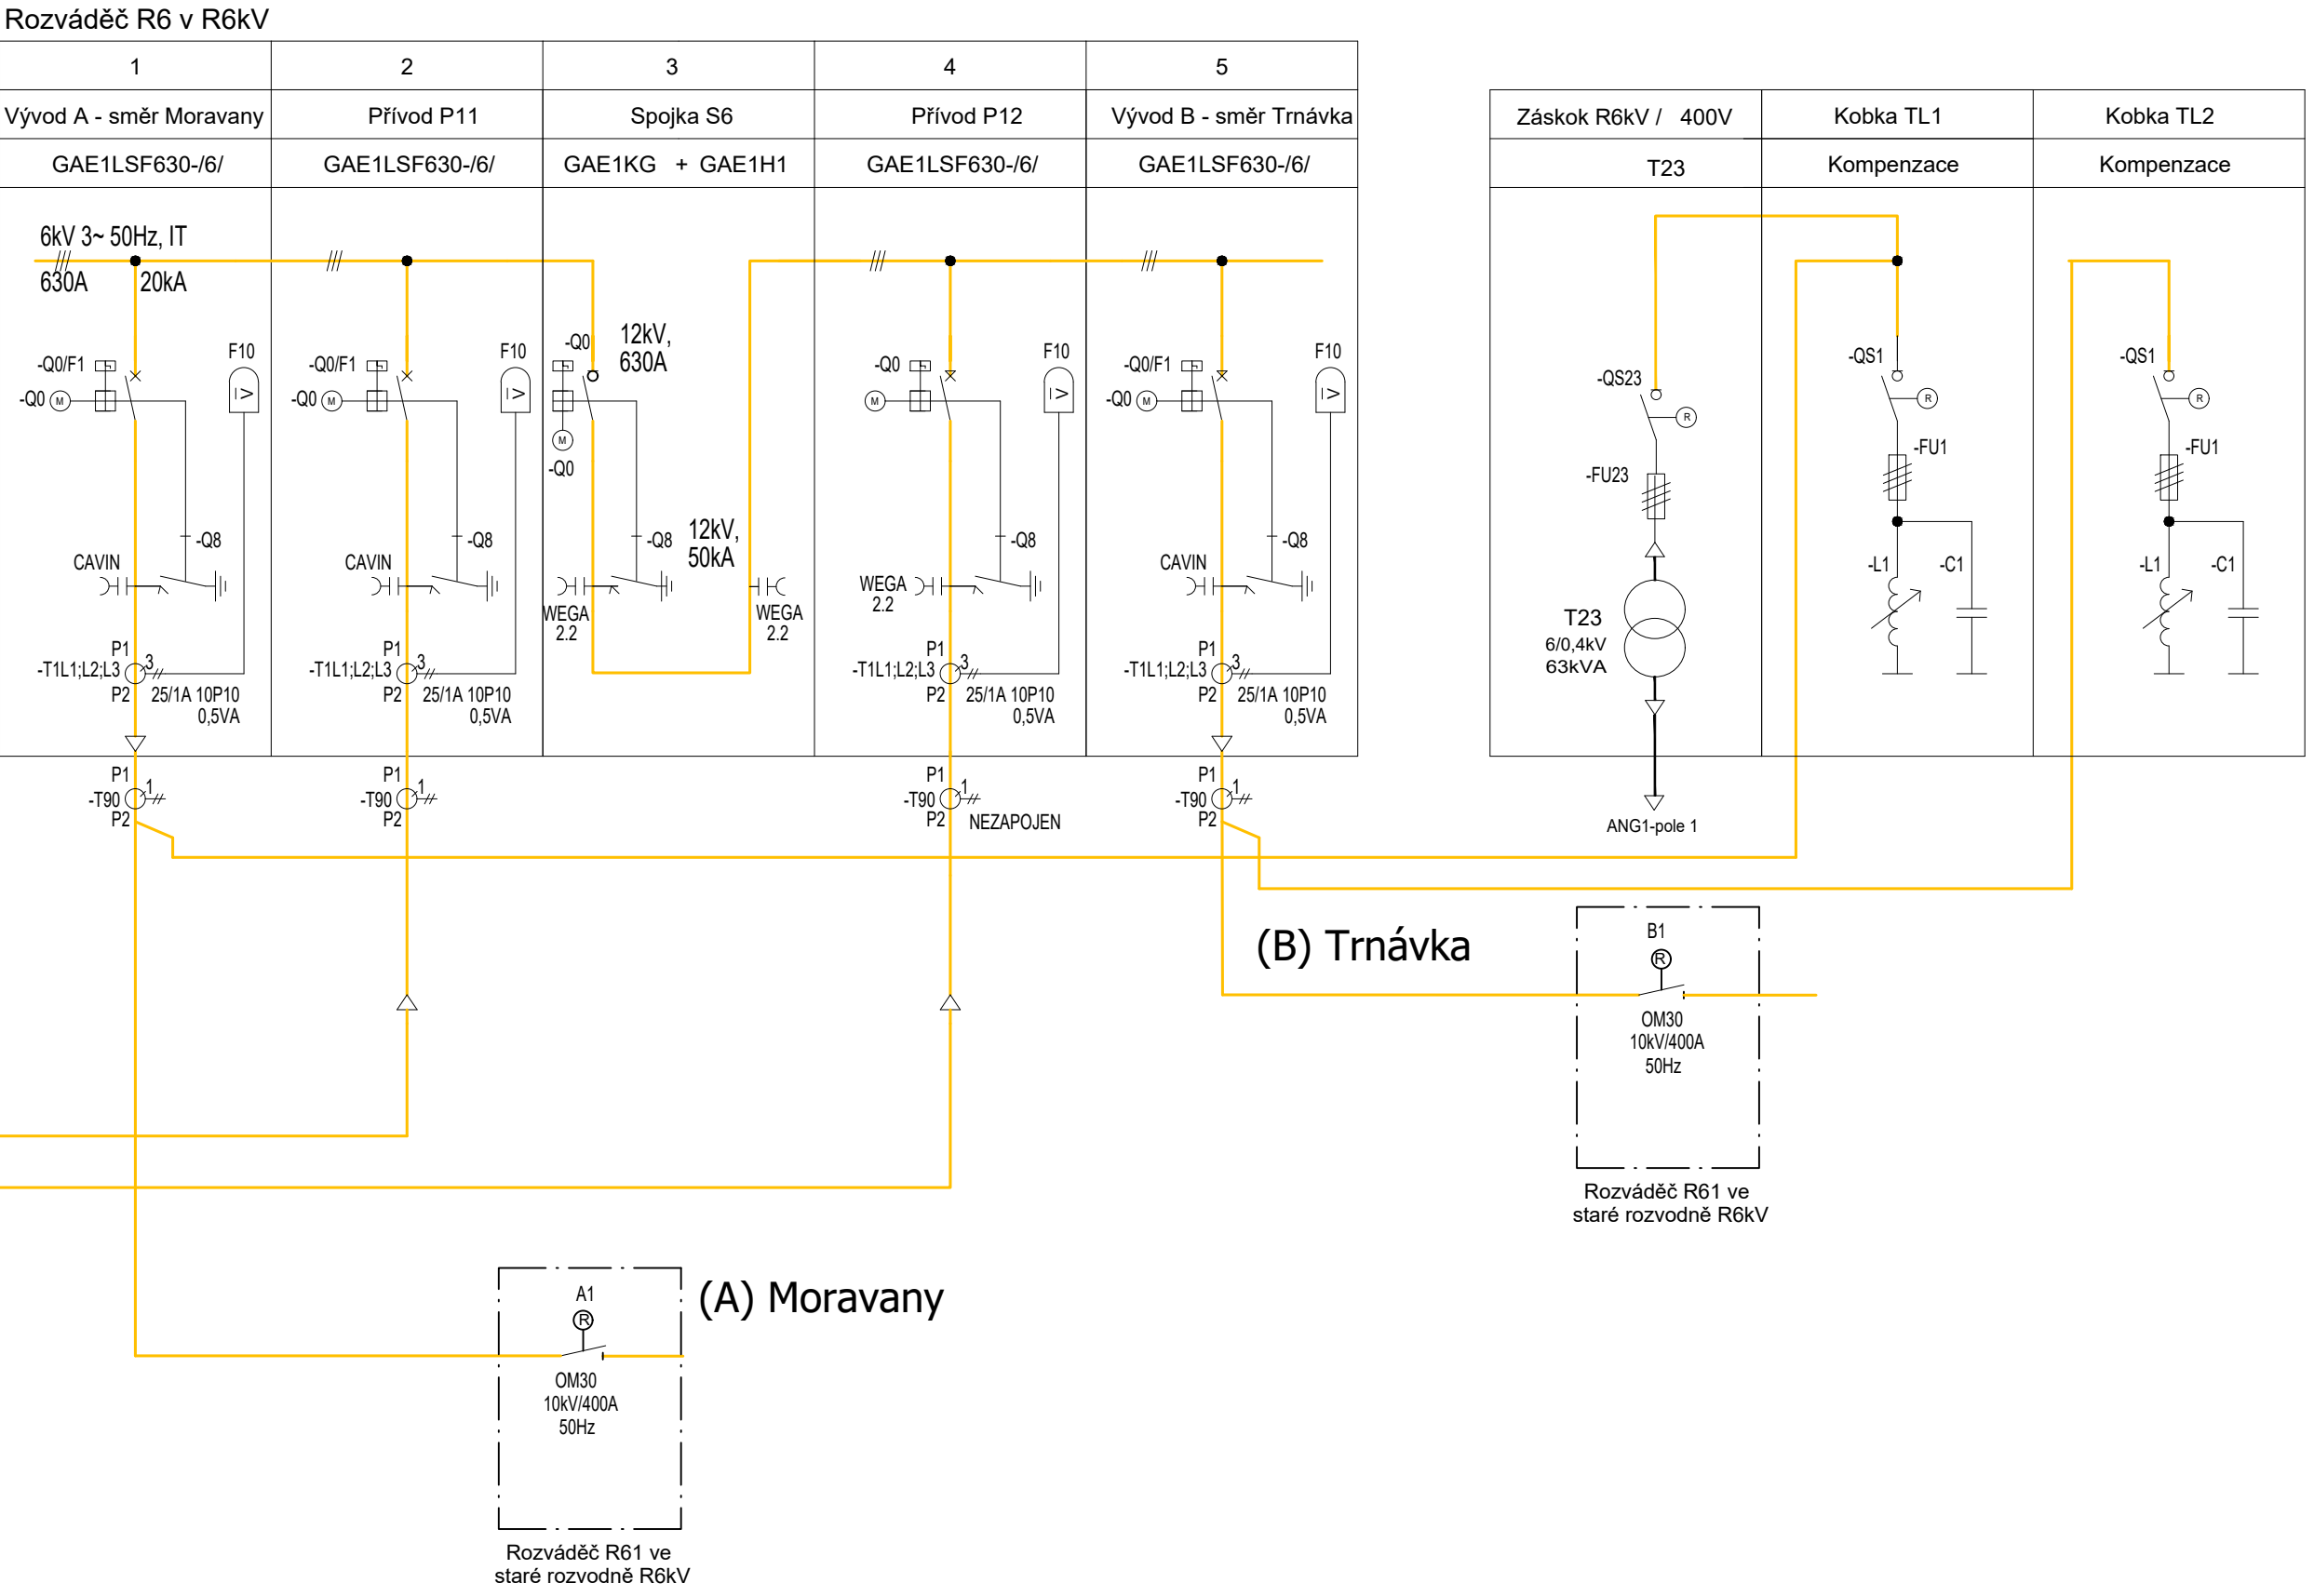 Rozváděč R6 v R6kV
1
2
3
4
5
Vývod A - směr Moravany
Přívod P11
Spojka S6
Přívod P12
Vývod B - směr Trnávka
Záskok R6kV / 400V
Kobka TL1
Kobka TL2
GAE1LSF630-/6/
GAE1LSF630-/6/
GAE1KG + GAE1H1
GAE1LSF630-/6/
GAE1LSF630-/6/
T23
Kompenzace
Kompenzace
6kV 3~ 50Hz, IT
630A
20kA
-Q0/F1
-Q0
M
F10
V
-Q8
CAVIN
P1
-T1L1;L2;L3
3
P2
25/1A 10P10
0,5VA
P1
-T90
1
P2
-Q0/F1
-Q0
M
F10
V
-Q8
CAVIN
P1
-T1L1;L2;L3
3
P2
25/1A 10P10
0,5VA
P1
-T90
1
P2
-Q0
12kV,
630A
M
-Q0
-Q8
12kV,
50kA
WEGA
2.2
WEGA
2.2
-Q0
M
F10
V
-Q8
WEGA
2.2
P1
-T1L1;L2;L3
3
P2
25/1A 10P10
0,5VA
P1
-T90
1
P2
NEZAPOJEN
-Q0/F1
-Q0
M
F10
V
-Q8
CAVIN
P1
-T1L1;L2;L3
3
P2
25/1A 10P10
0,5VA
P1
-T90
1
P2
-QS23
R
-FU23
T23
6/0,4kV
63kVA
ANG1-pole 1
-QS1
R
-FU1
-L1
-C1
-QS1
R
-FU1
-L1
-C1
(B) Trnávka
B1
R
OM30
10kV/400A
50Hz
Rozváděč R61 ve
staré rozvodně R6kV
(A) Moravany
A1
R
OM30
10kV/400A
50Hz
Rozváděč R61 ve
staré rozvodně R6kV